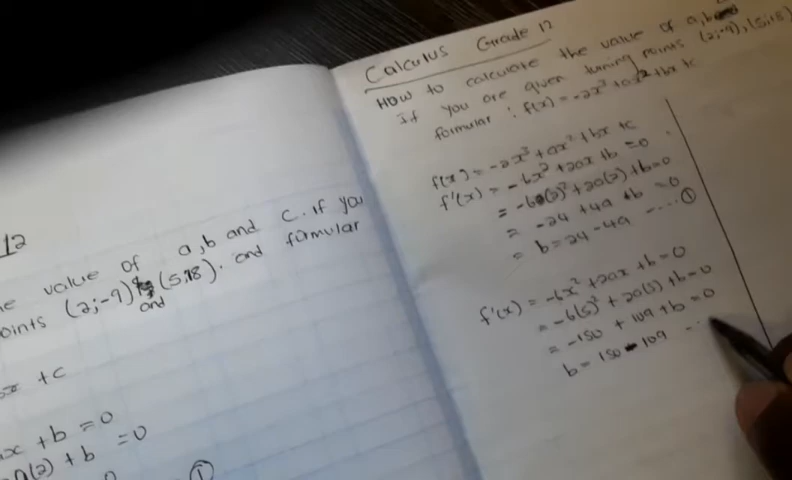 12
e value of a, b and c. If you
oints (2;-9) and (5;18). and formular
+c
x + b = 0
a(2) + b = 0
0 ①
Calculus Grade 12
How to calculate the value of a, b
if you are given turning points (2;-9), (5;18)
formular : f(x) = -2x³ + ax² + bx + c
f(x) = -2x³ + ax² + bx + c
f'(x) = -6x² + 2ax + b = 0
= -6(2)² + 2a(2) + b = 0
= -24 + 4a + b = 0
= b = 24 - 4a ..... ①
f'(x) = -6x² + 2ax + b = 0
= -6(5)² + 2a(5) + b = 0
= -150 + 10a + b = 0
b = 150 - 10a ..